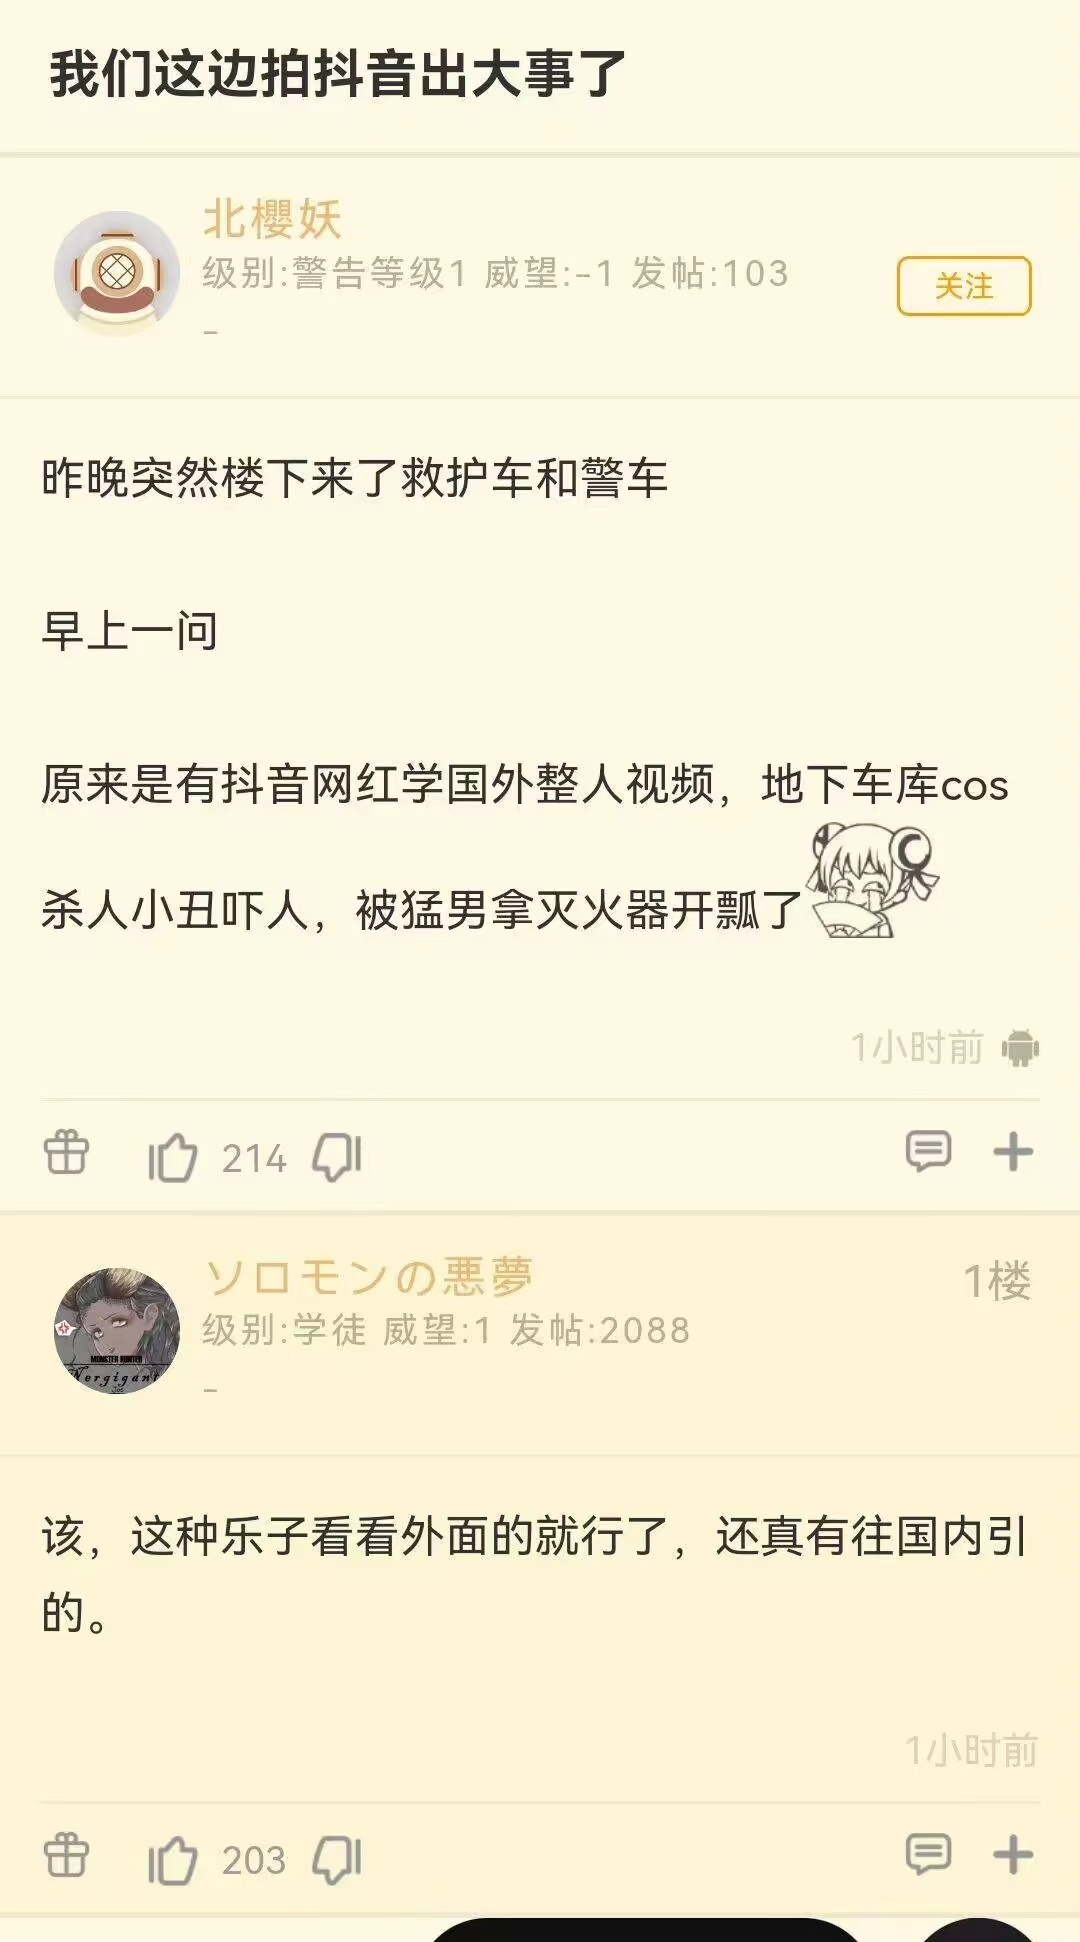 我们这边拍抖音出大事了
北櫻妖
级别:警告等级1 威望:-1 发帖:103
-
关注
昨晚突然楼下来了救护车和警车
早上一问
原来是有抖音网红学国外整人视频，地下车库cos
杀人小丑吓人，被猛男拿灭火器开瓢了
1小时前
214
ソロモンの悪夢
1楼
级别:学徒 威望:1 发帖:2088
-
MONSTER HUNTER
Nergigant
该，这种乐子看看外面的就行了，还真有往国内引
的。
1小时前
203